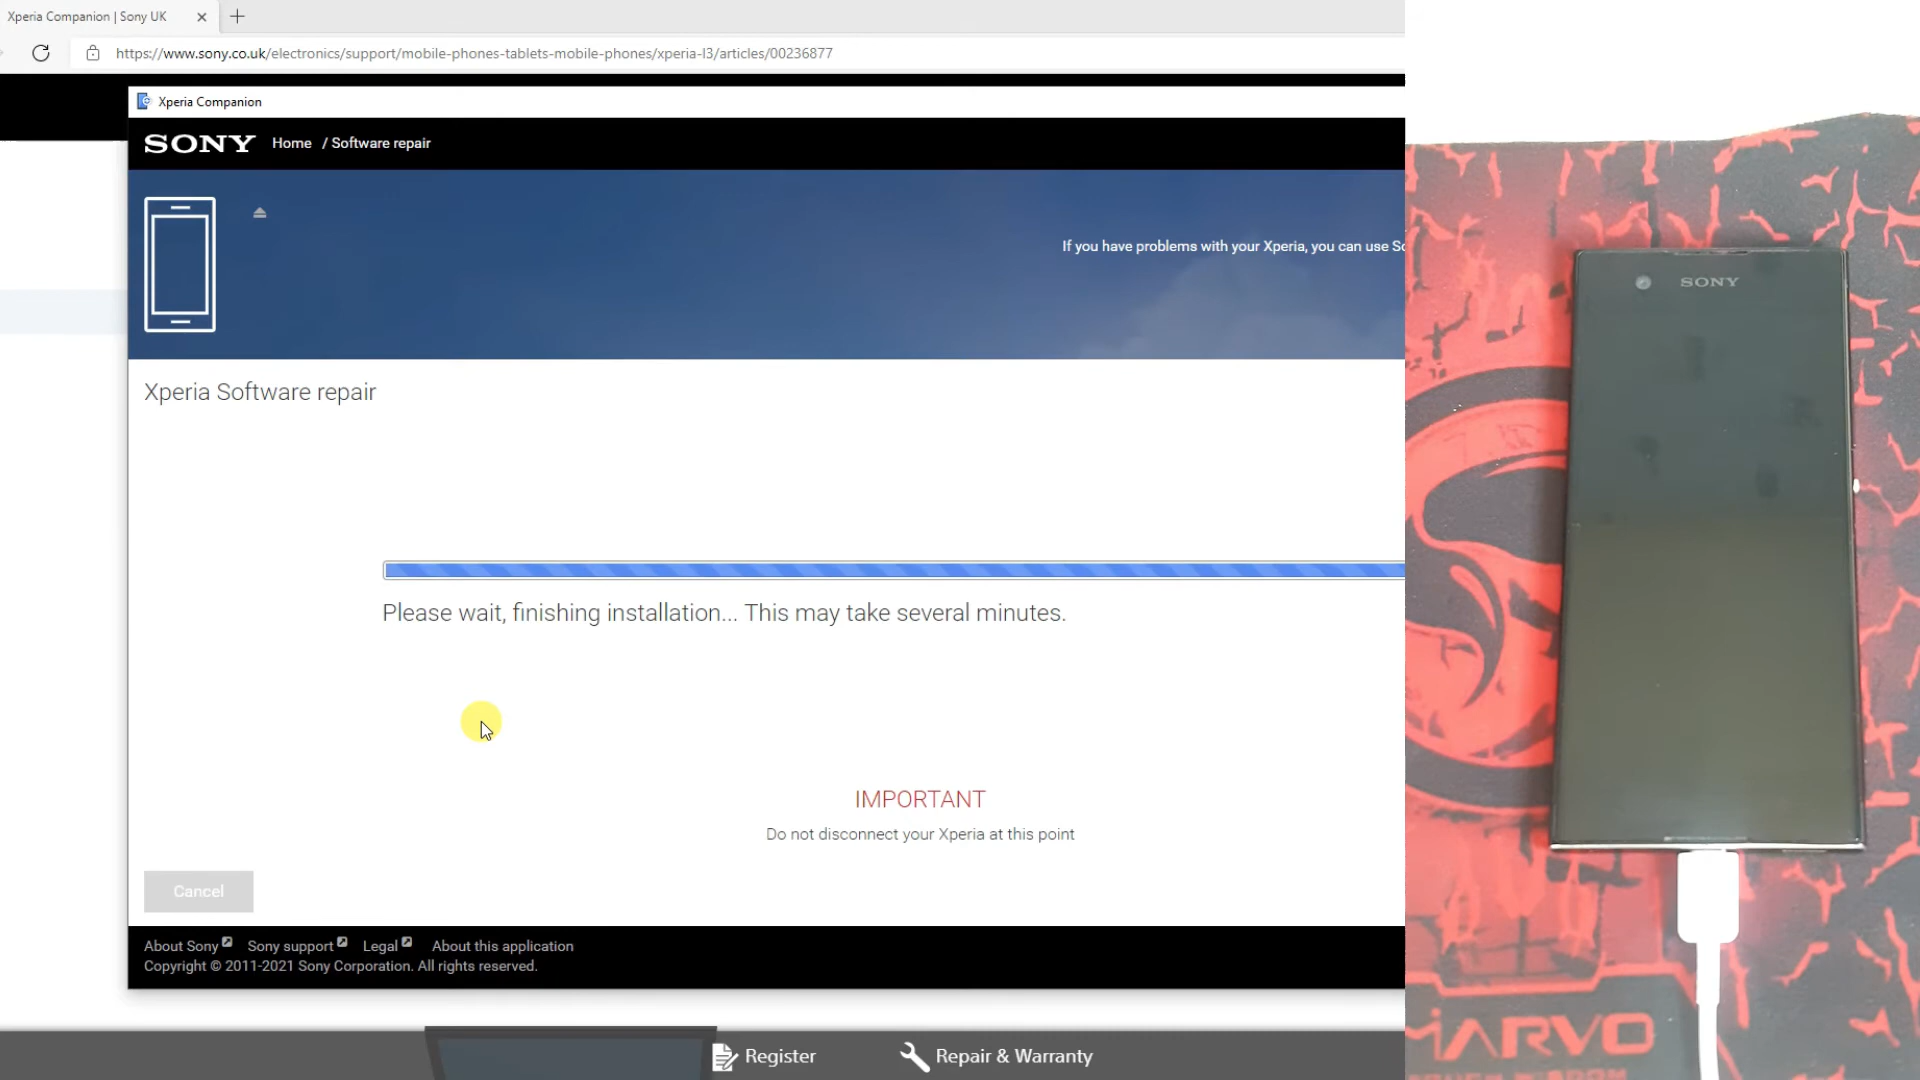 Xperia Companion | Sony UK
https://www.sony.co.uk/electronics/support/mobile-phones-tablets-mobile-phones/xperia-l3/articles/00236877
Xperia Companion
SONY Home / Software repair
If you have problems with your Xperia, you can use
Xperia Software repair
Please wait, finishing installation... This may take several minutes.
IMPORTANT
Do not disconnect your Xperia at this point
Cancel
About Sony Sony support Legal About this application
Copyright © 2011-2021 Sony Corporation. All rights reserved.
Register Repair & Warranty
SONY
MARVO